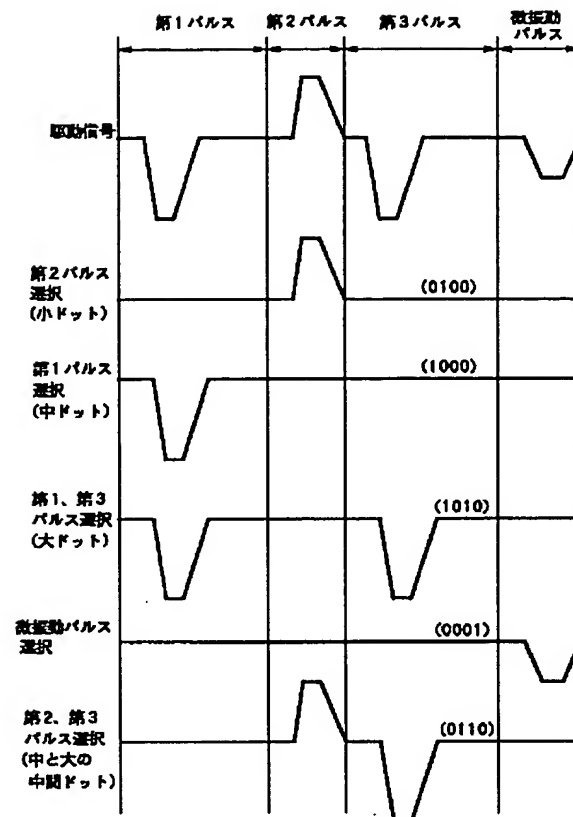 第1パルス 第2パルス 第3パルス 微振動
パルス
駆動信号
第2パルス
選択
(小ドット)
(0100)
第1パルス
選択
(中ドット)
(1000)
第1、第3
パルス選択
(大ドット)
(1010)
微振動パルス
選択
(0001)
第2、第3
パルス選択
(中と大の
中間ドット)
(0110)